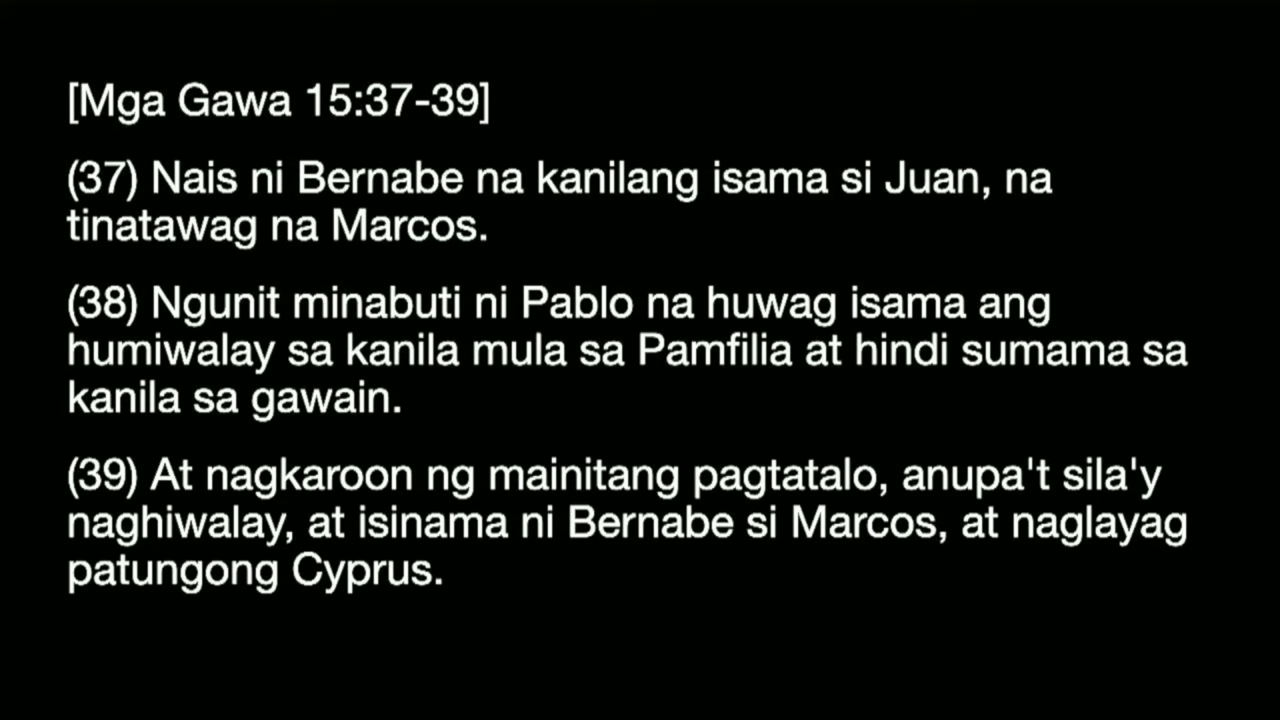 [Mga Gawa 15:37-39]
(37) Nais ni Bernabe na kanilang isama si Juan, na
tinatawag na Marcos.
(38) Ngunit minabuti ni Pablo na huwag isama ang
humiwalay sa kanila mula sa Pamfilia at hindi sumama sa
kanila sa gawain.
(39) At nagkaroon ng mainitang pagtatalo, anupa't sila'y
naghiwalay, at isinama ni Bernabe si Marcos, at naglayag
patungong Cyprus.